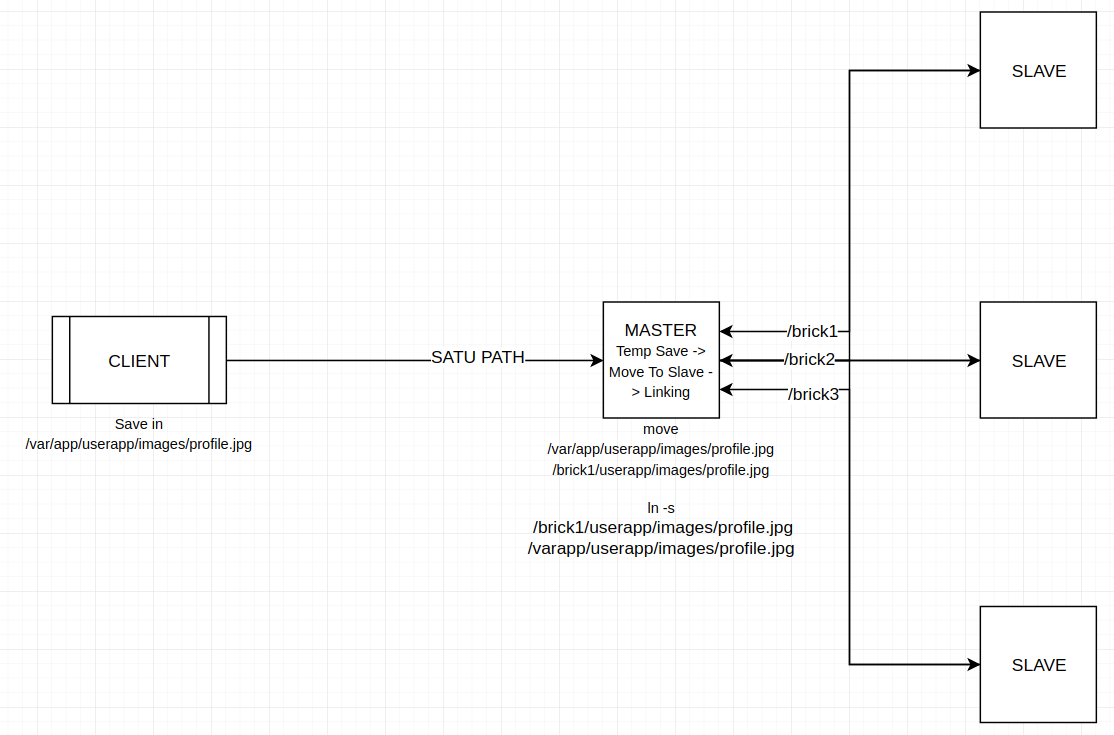 SLAVE
CLIENT
Save in
/var/app/userapp/images/profile.jpg
SATU PATH
MASTER
Temp Save ->
Move To Slave -
> Linking
move
/var/app/userapp/images/profile.jpg
/brick1/userapp/images/profile.jpg
ln -s
/brick1/userapp/images/profile.jpg
/varapp/userapp/images/profile.jpg
/brick1
/brick2
/brick3
SLAVE
SLAVE